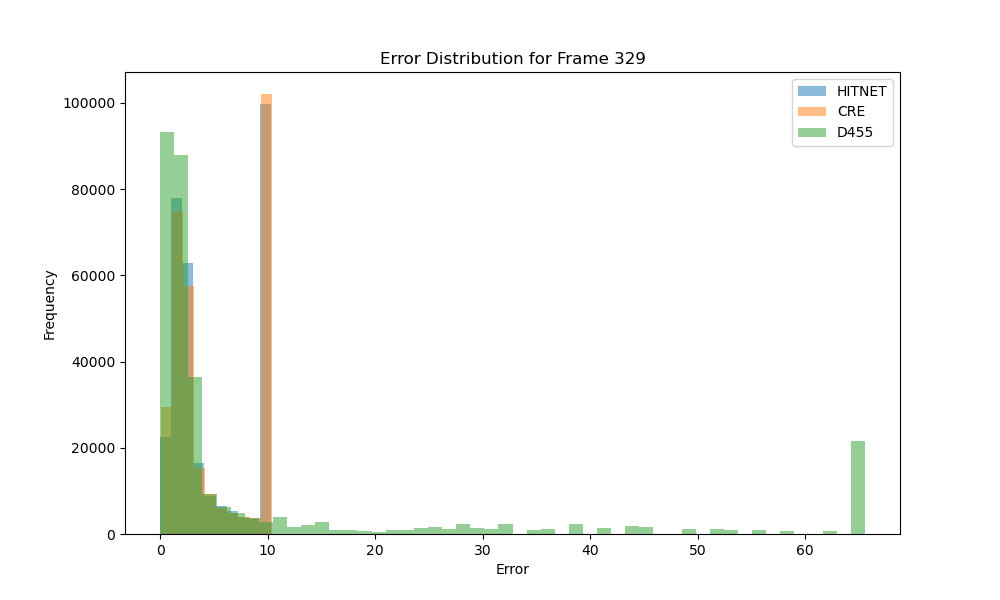 Error Distribution for Frame 329
HITNET
CRE
D455
Frequency
100000
80000
60000
40000
20000
0
0 10 20 30 40 50 60
Error